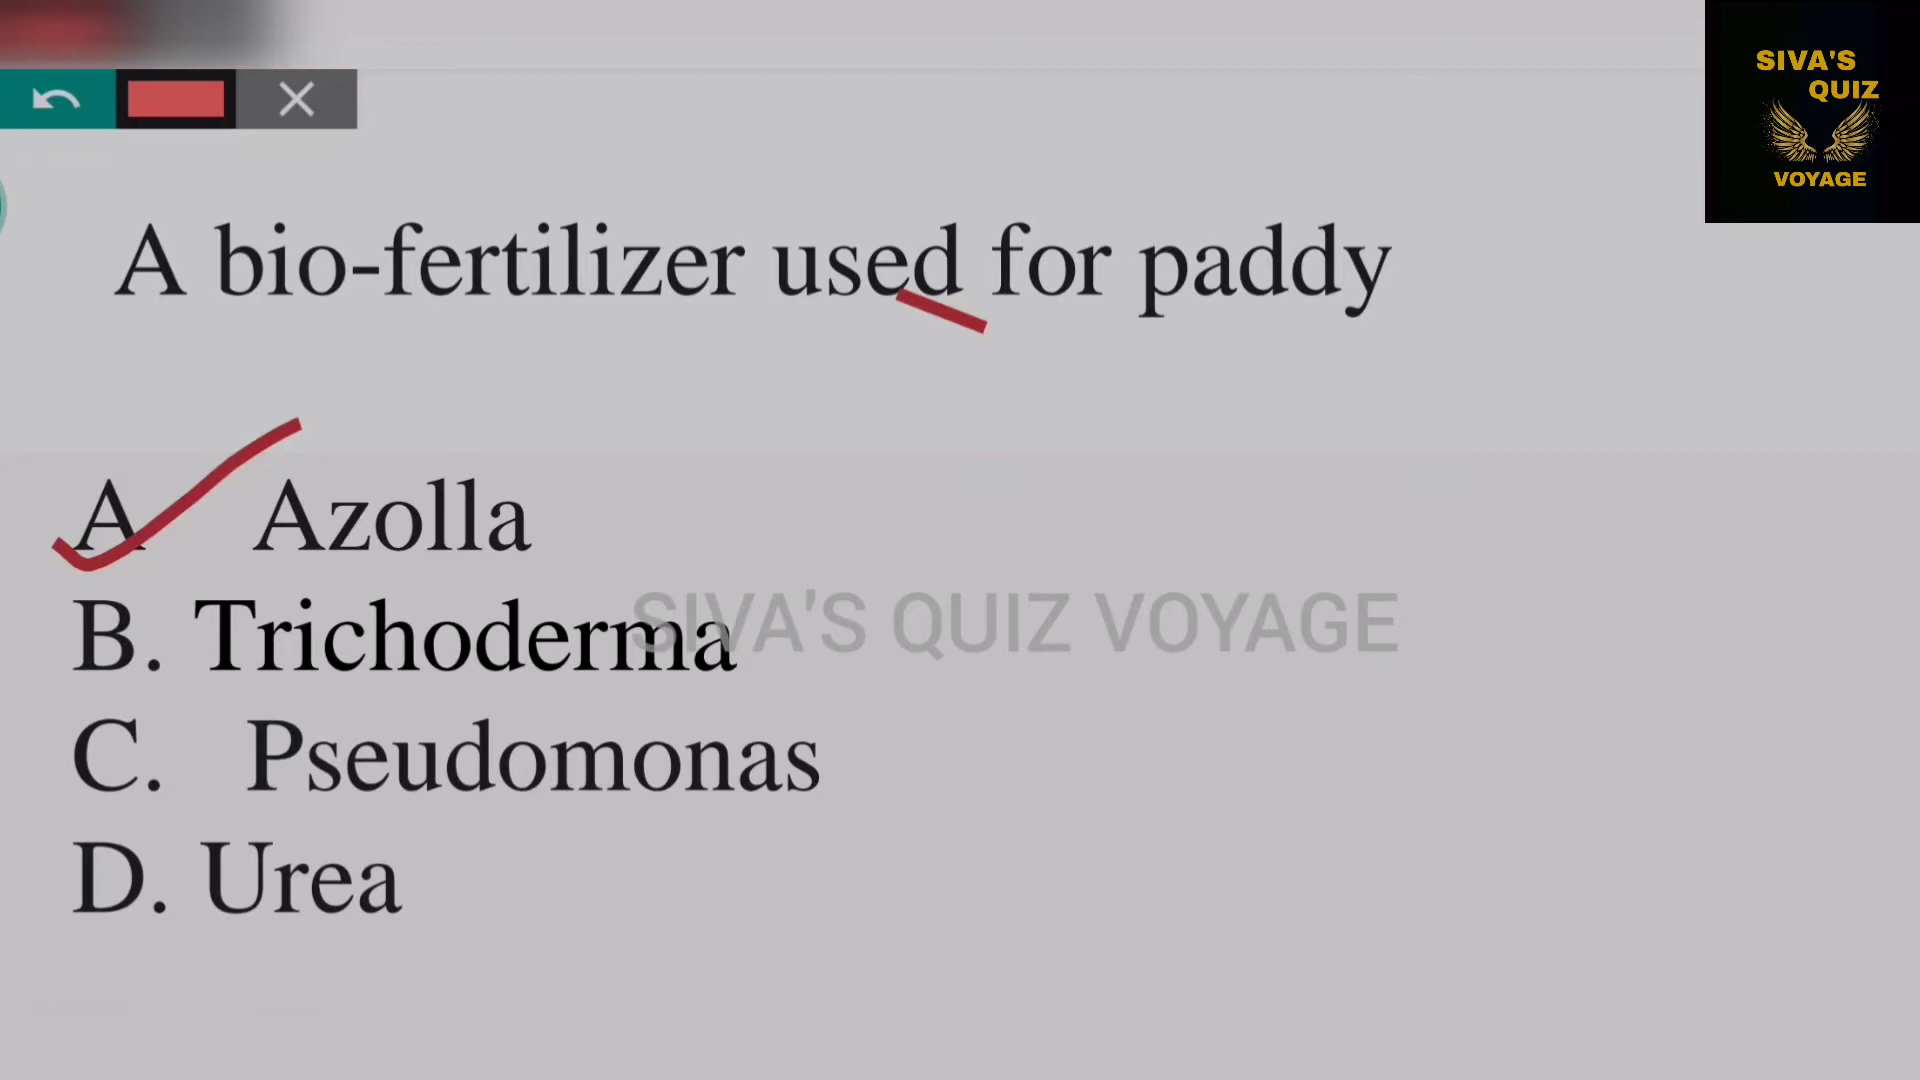 SIVA'S
QUIZ
VOYAGE
A bio-fertilizer used for paddy
A Azolla
B. Trichoderma
SIVA'S QUIZ VOYAGE
C. Pseudomonas
D. Urea